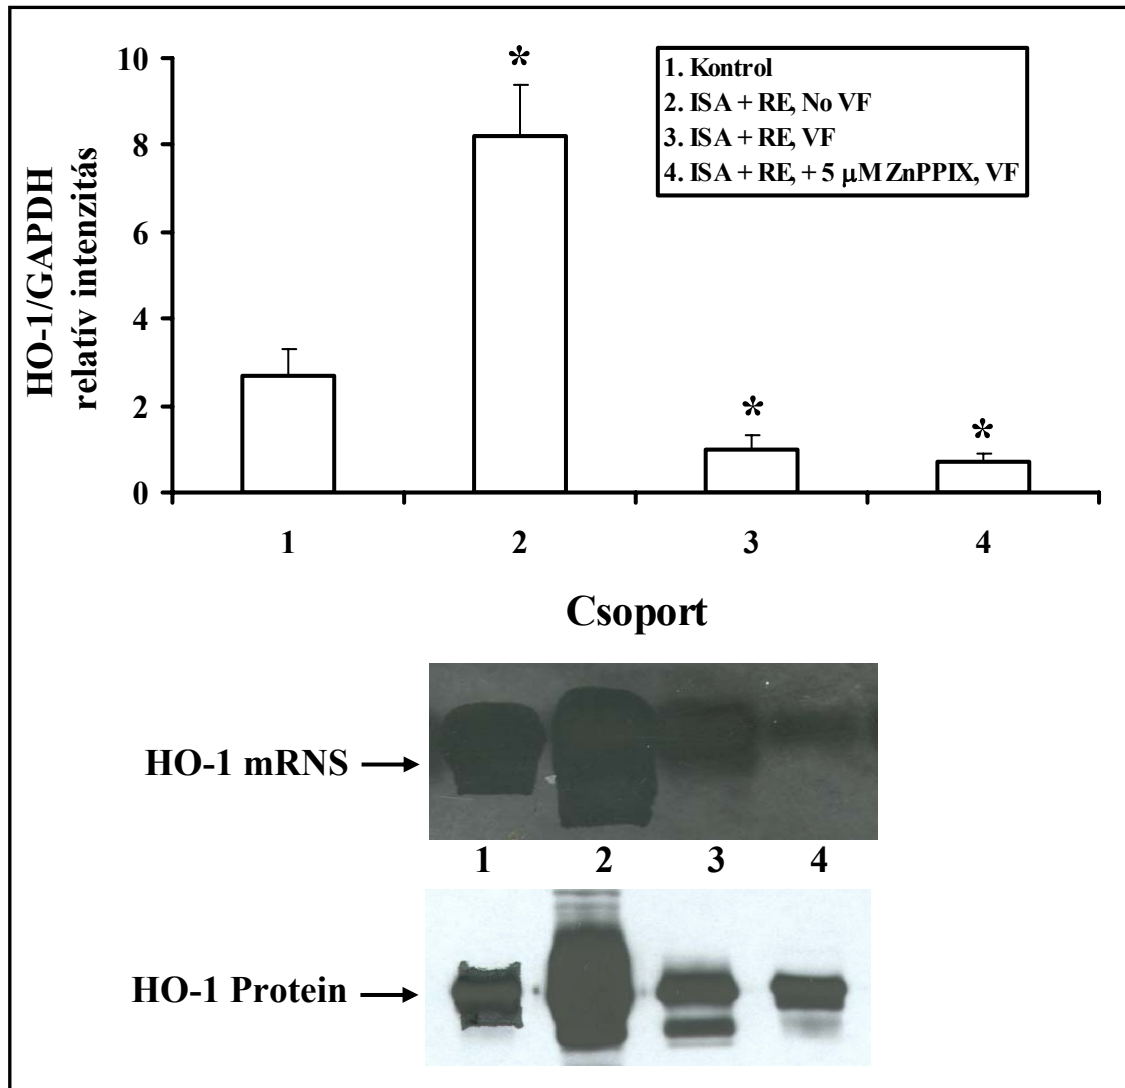 HO-1/GAPDH
relatív intenzitás
10
8
6
4
2
0
*
*
*
1. Kontrol
2. ISA + RE, No VF
3. ISA + RE, VF
4. ISA + RE, + 5 μM ZnPPIX, VF
1 2 3 4
Csoport
HO-1 mRNS
1 2 3 4
HO-1 Protein